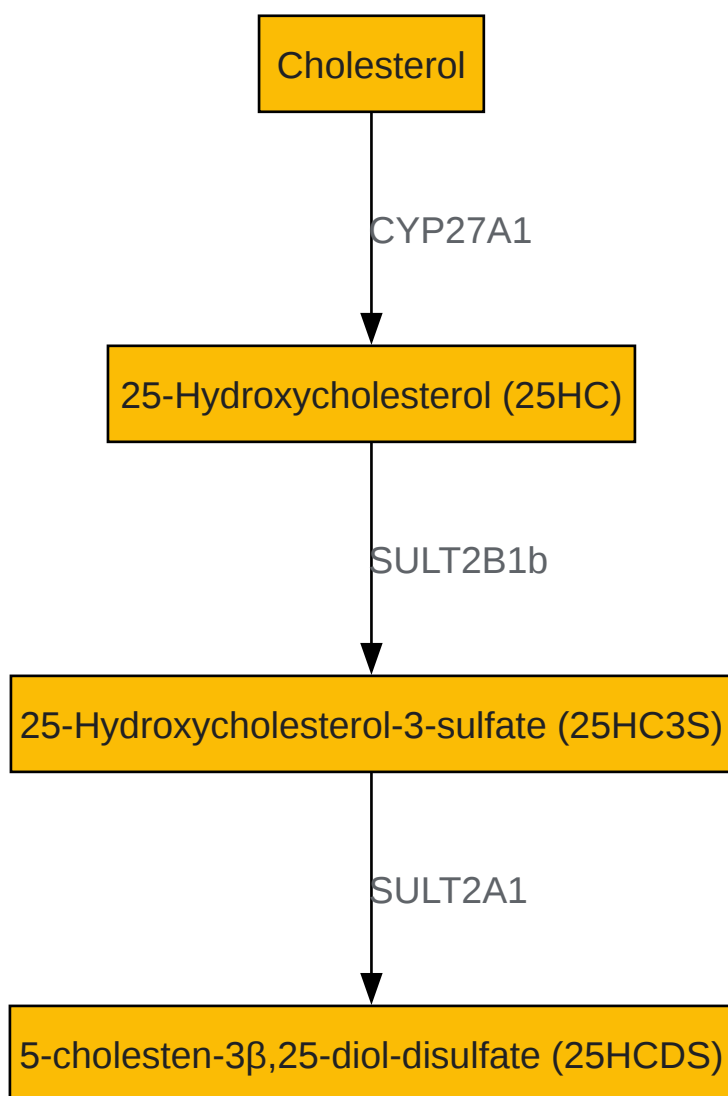 Cholesterol
CYP27A1
25-Hydroxycholesterol (25HC)
SULT2B1b
25-Hydroxycholesterol-3-sulfate (25HC3S)
SULT2A1
5-cholesten-3β,25-diol-disulfate (25HCDS)